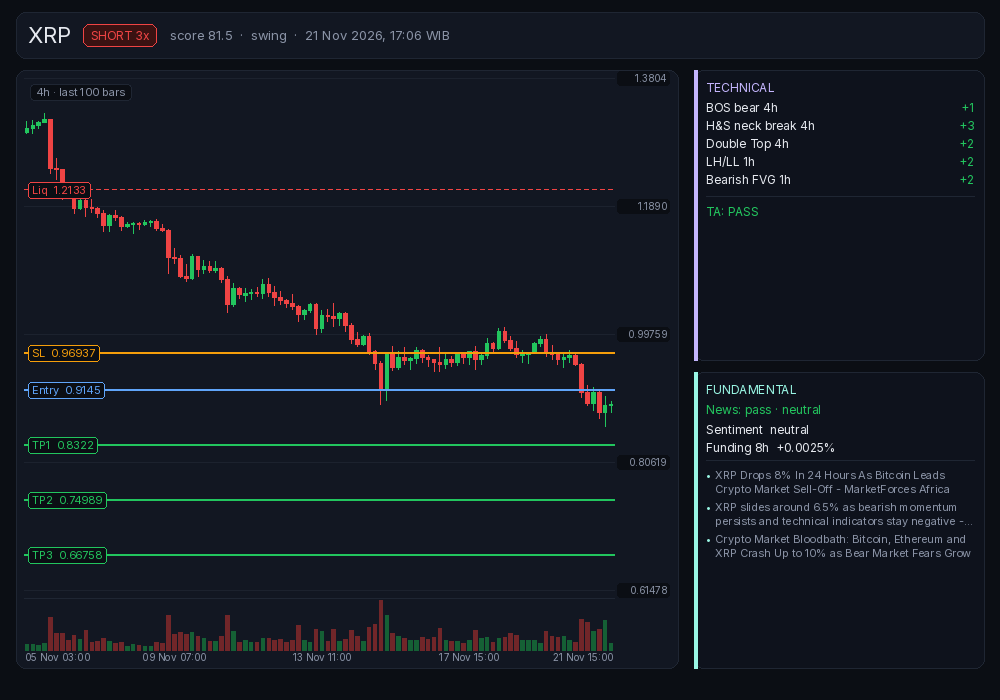 XRP SHORT 3x score 81.5 · swing · 21 Nov 2026, 17:06 WIB
4h · last 100 bars
1.3804
Liq 1.2133
1.1890
0.99759
SL 0.96937
Entry 0.9145
TP1 0.8322
0.80619
TP2 0.74989
TP3 0.66758
0.61478
05 Nov 03:00 09 Nov 07:00 13 Nov 11:00 17 Nov 15:00 21 Nov 15:00
TECHNICAL
BOS bear 4h +1
H&S neck break 4h +3
Double Top 4h +2
LH/LL 1h +2
Bearish FVG 1h +2
TA: PASS
FUNDAMENTAL
News: pass · neutral
Sentiment neutral
Funding 8h +0.0025%
• XRP Drops 8% In 24 Hours As Bitcoin Leads
Crypto Market Sell-Off - MarketForces Africa
• XRP slides around 6.5% as bearish momentum
persists and technical indicators stay negative -...
• Crypto Market Bloodbath: Bitcoin, Ethereum and
XRP Crash Up to 10% as Bear Market Fears Grow